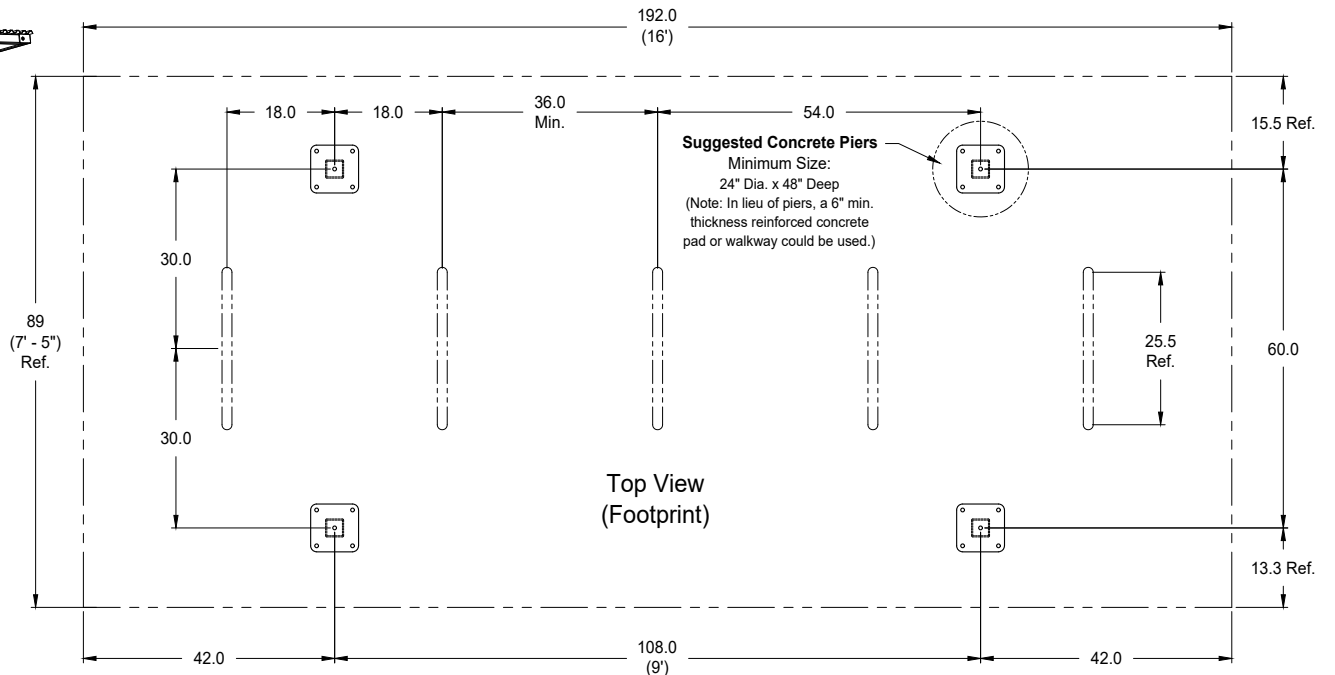 192.0
(16')
18.0
18.0
36.0
Min.
54.0
15.5 Ref.
Suggested Concrete Piers
Minimum Size:
24" Dia. x 48" Deep
(Note: In lieu of piers, a 6" min.
thickness reinforced concrete
pad or walkway could be used.)
30.0
89
(7' - 5")
Ref.
25.5
Ref.
60.0
30.0
Top View
(Footprint)
13.3 Ref.
42.0
108.0
(9')
42.0